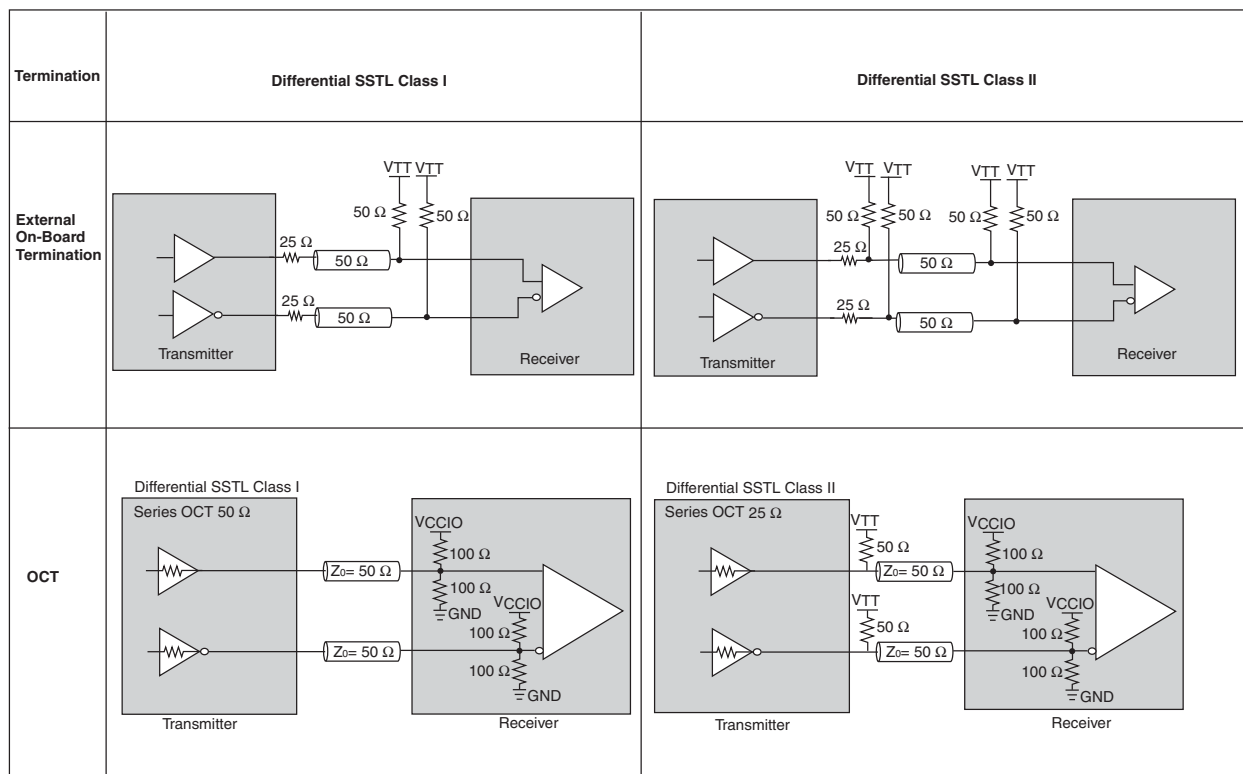 Termination
Differential SSTL Class I
Differential SSTL Class II
External
On-Board
Termination
VTT VTT
50 Ω 50 Ω
25 Ω
50 Ω
25 Ω
50 Ω
Transmitter
Receiver
VTT VTT
VTT VTT
50 Ω 50 Ω
50 Ω 50 Ω
25 Ω
50 Ω
25 Ω
50 Ω
Transmitter
Receiver
OCT
Differential SSTL Class I
Series OCT 50 Ω
VCCIO
100 Ω
Z0= 50 Ω
100 Ω
GND
VCCIO
100 Ω
Z0= 50 Ω
100 Ω
GND
Transmitter
Receiver
Differential SSTL Class II
Series OCT 25 Ω
VTT
50 Ω
VCCIO
100 Ω
Z0= 50 Ω
100 Ω
GND
VTT
50 Ω
VCCIO
100 Ω
Z0= 50 Ω
100 Ω
GND
Transmitter
Receiver